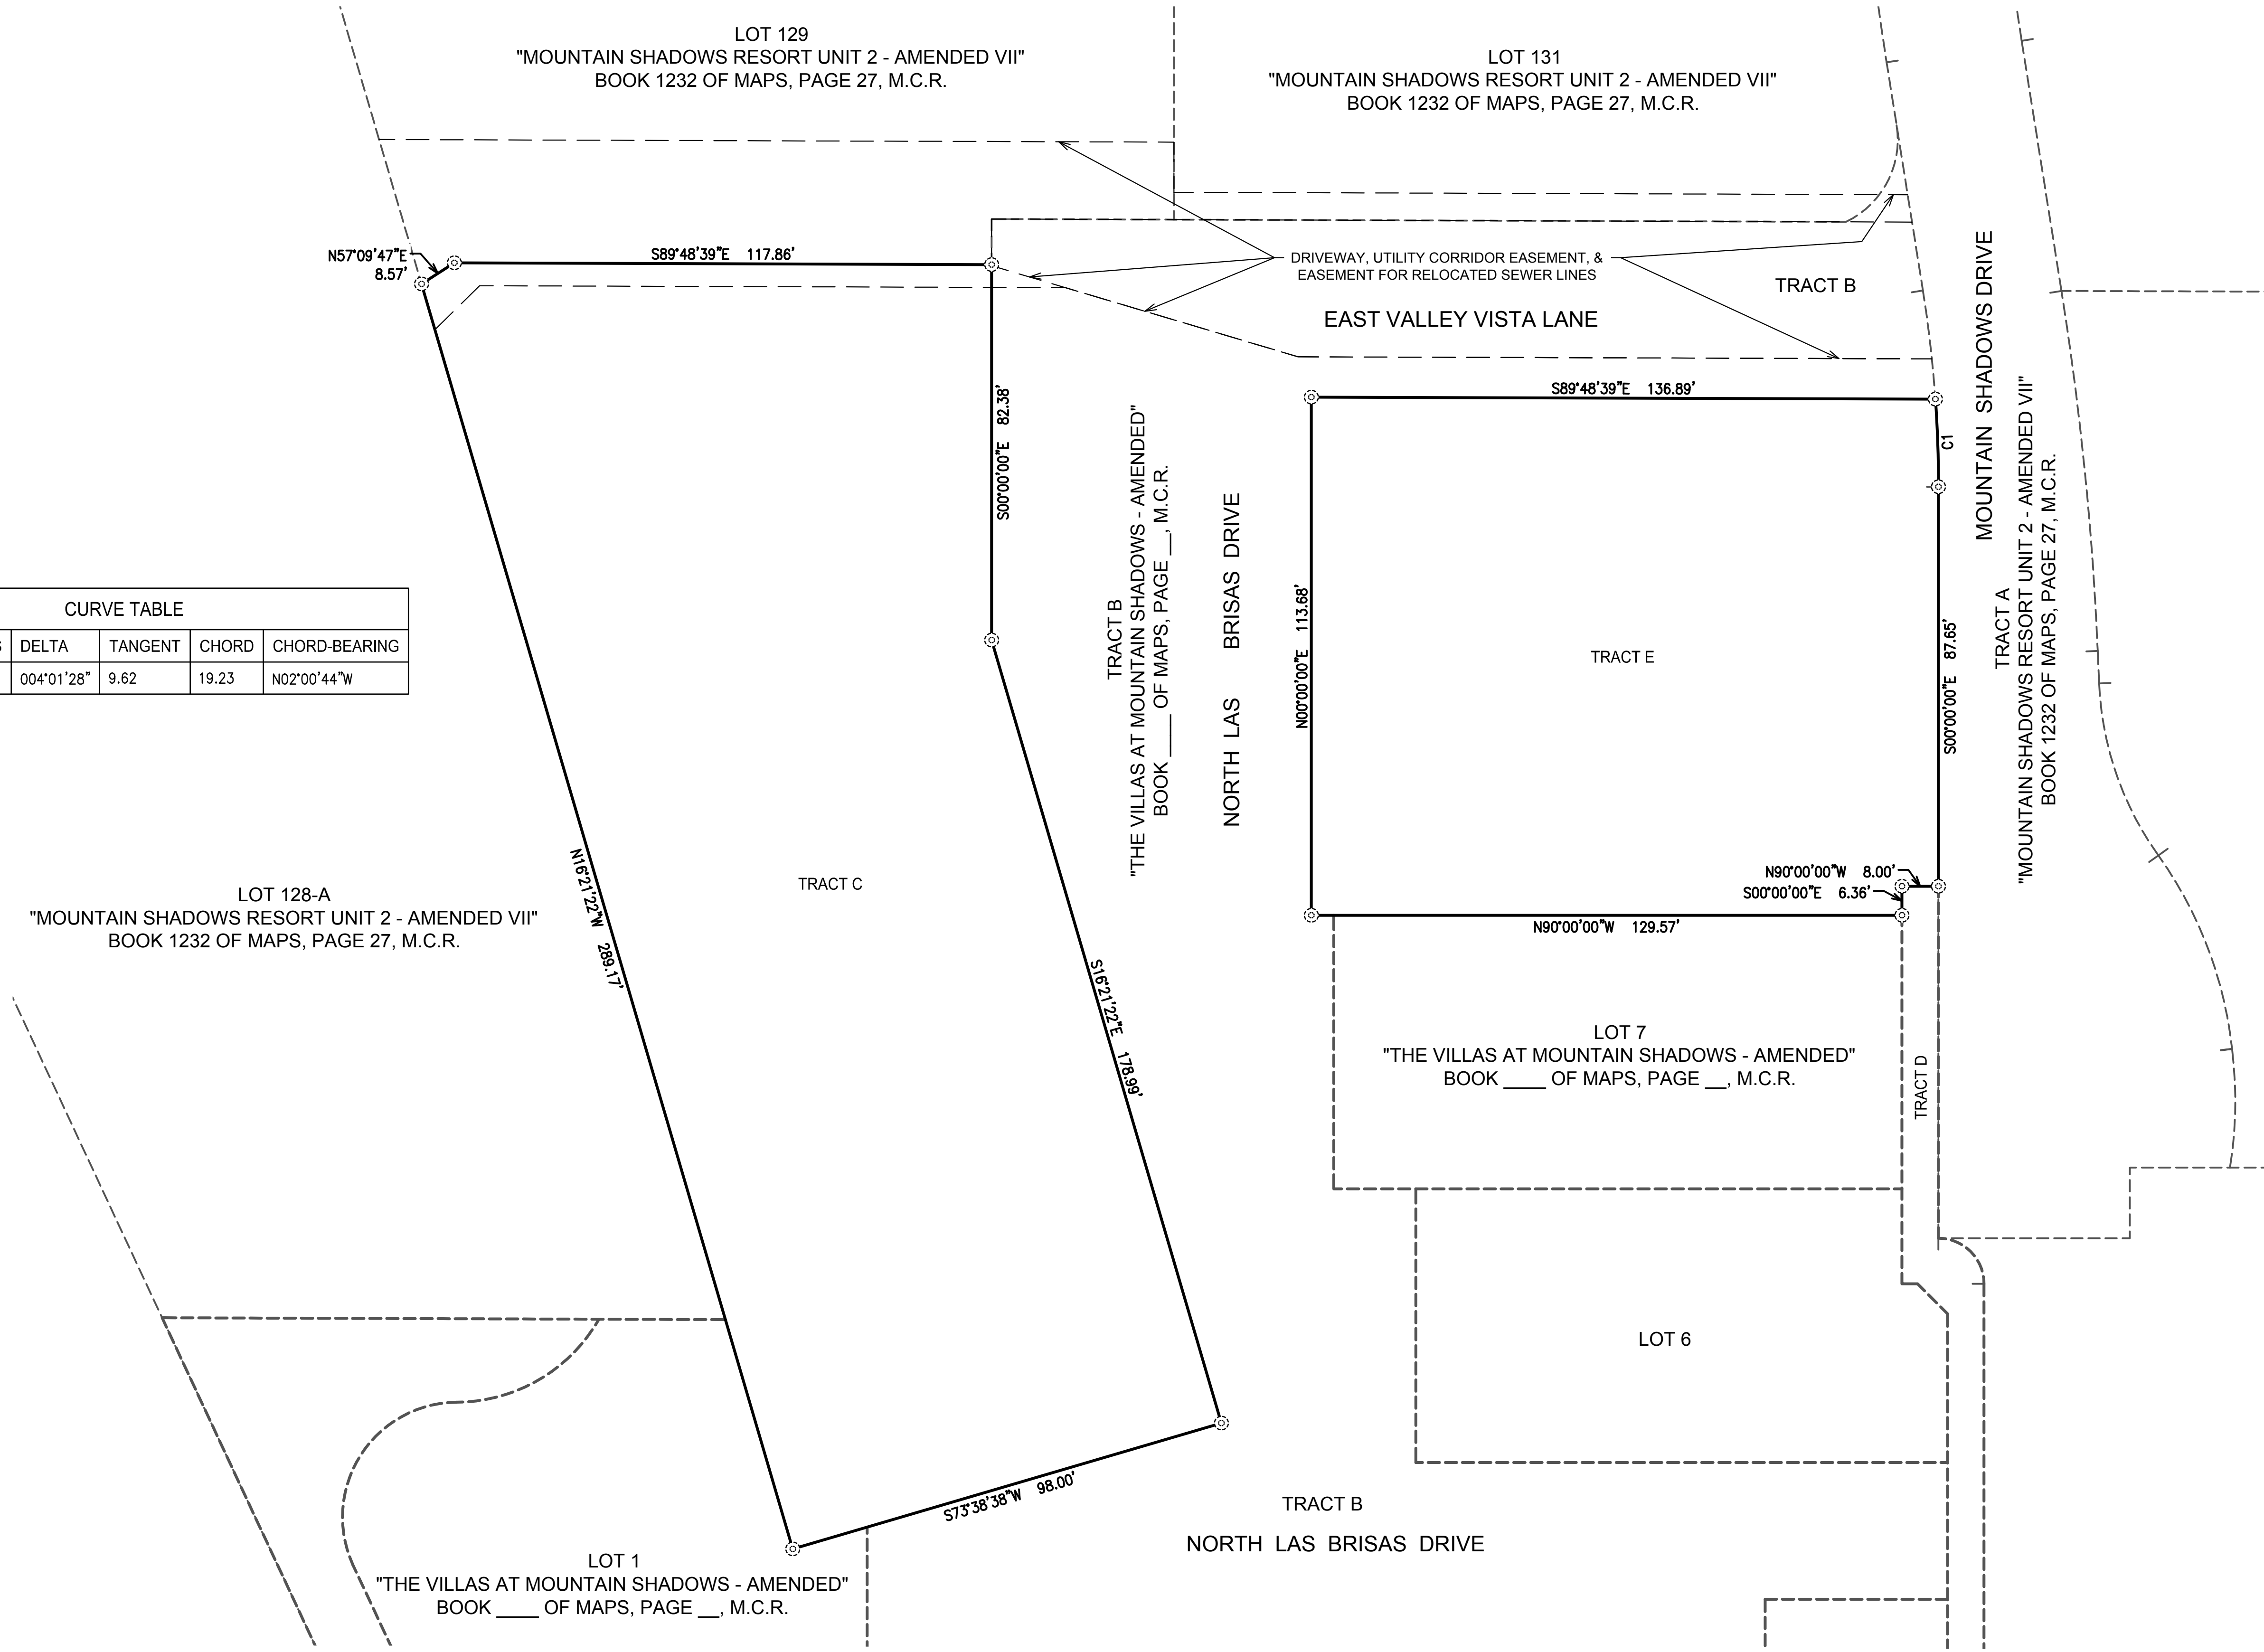 LOT 129
"MOUNTAIN SHADOWS RESORT UNIT 2 - AMENDED VII"
BOOK 1232 OF MAPS, PAGE 27, M.C.R.
LOT 131
"MOUNTAIN SHADOWS RESORT UNIT 2 - AMENDED VII"
BOOK 1232 OF MAPS, PAGE 27, M.C.R.
N57°09'47"E
8.57'
S89°48'39"E 117.86'
DRIVEWAY, UTILITY CORRIDOR EASEMENT, &
EASEMENT FOR RELOCATED SEWER LINES
TRACT B
EAST VALLEY VISTA LANE
MOUNTAIN SHADOWS DRIVE
S00°00'00"E 82.38'
S89°48'39"E 136.89'
C1
TRACT B
"THE VILLAS AT MOUNTAIN SHADOWS - AMENDED"
BOOK ____ OF MAPS, PAGE __, M.C.R.
NORTH LAS BRISAS DRIVE
N00°00'00"E 113.68'
TRACT E
S00°00'00"E 87.65'
TRACT A
"MOUNTAIN SHADOWS RESORT UNIT 2 - AMENDED VII"
BOOK 1232 OF MAPS, PAGE 27, M.C.R.
CURVE TABLE
S DELTA TANGENT CHORD CHORD-BEARING
004°01'28" 9.62 19.23 N02°00'44"W
N90°00'00"W 8.00'
S00°00'00"E 6.36'
N90°00'00"W 129.57'
TRACT C
N16°21'22"W 289.17'
LOT 128-A
"MOUNTAIN SHADOWS RESORT UNIT 2 - AMENDED VII"
BOOK 1232 OF MAPS, PAGE 27, M.C.R.
S16°21'22"E 178.99'
LOT 7
"THE VILLAS AT MOUNTAIN SHADOWS - AMENDED"
BOOK ____ OF MAPS, PAGE __, M.C.R.
TRACT D
LOT 6
S73°38'38"W 98.00'
TRACT B
NORTH LAS BRISAS DRIVE
LOT 1
"THE VILLAS AT MOUNTAIN SHADOWS - AMENDED"
BOOK ____ OF MAPS, PAGE __, M.C.R.